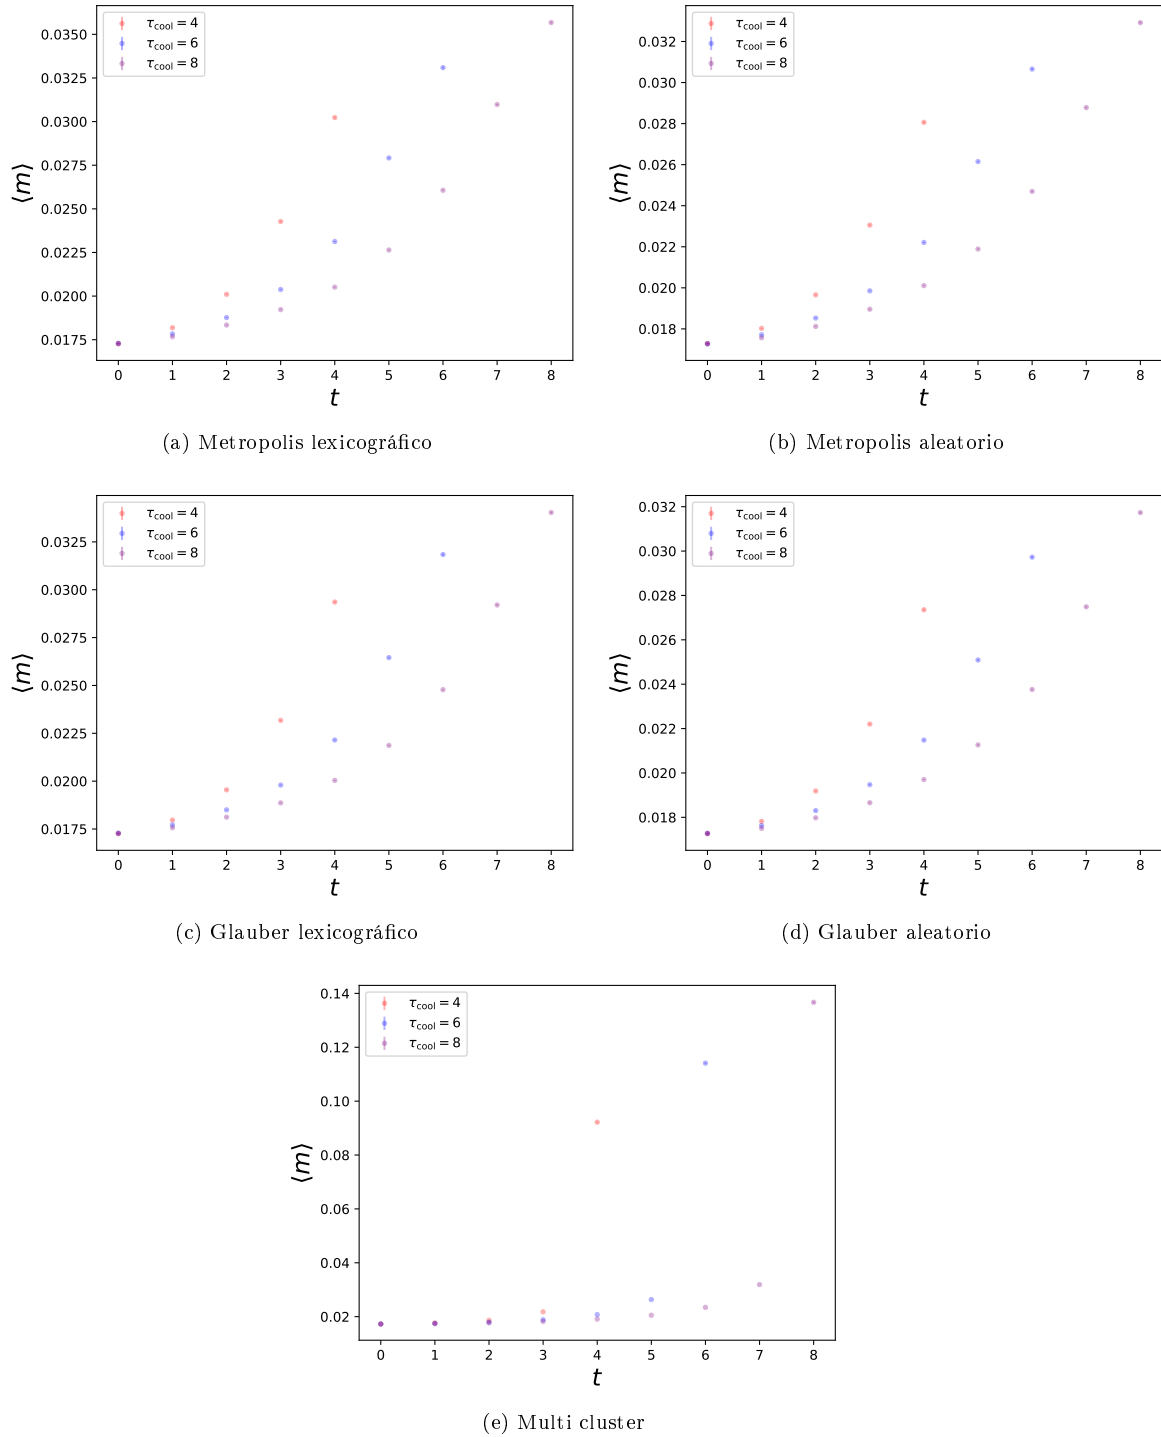 τcool = 4
τcool = 6
τcool = 8
0.0350
0.0325
0.0300
0.0275
0.0250
0.0225
0.0200
0.0175
⟨m⟩
0 1 2 3 4 5 6 7 8
t
(a) Metropolis lexicográfico
τcool = 4
τcool = 6
τcool = 8
0.032
0.030
0.028
0.026
0.024
0.022
0.020
0.018
⟨m⟩
0 1 2 3 4 5 6 7 8
t
(b) Metropolis aleatorio
τcool = 4
τcool = 6
τcool = 8
0.0325
0.0300
0.0275
0.0250
0.0225
0.0200
0.0175
⟨m⟩
0 1 2 3 4 5 6 7 8
t
(c) Glauber lexicográfico
τcool = 4
τcool = 6
τcool = 8
0.032
0.030
0.028
0.026
0.024
0.022
0.020
0.018
⟨m⟩
0 1 2 3 4 5 6 7 8
t
(d) Glauber aleatorio
τcool = 4
τcool = 6
τcool = 8
0.14
0.12
0.10
0.08
0.06
0.04
0.02
⟨m⟩
0 1 2 3 4 5 6 7 8
t
(e) Multi cluster